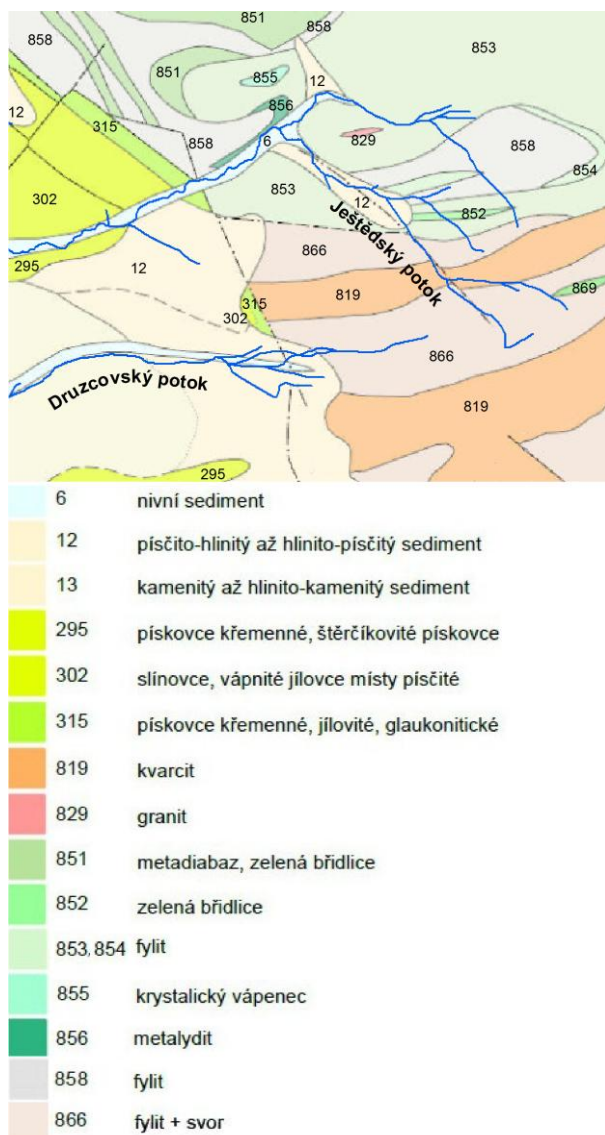 851
858
858
853
851
855
12
12
856
315
829
858
858
6
854
853
12
302
852
Ještědský potok
866
295
12
869
315
819
302
866
Druzcovský potok
819
295
6 nivní sediment
12 písčito-hlinitý až hlinito-písčitý sediment
13 kamenitý až hlinito-kamenitý sediment
295 pískovce křemenné, štěrčíkovité pískovce
302 slínovce, vápnité jílovce místy písčité
315 pískovce křemenné, jílovité, glaukonitické
819 kvarcit
829 granit
851 metadiabaz, zelená břidlice
852 zelená břidlice
853,854 fylit
855 krystalický vápenec
856 metalydit
858 fylit
866 fylit + svor